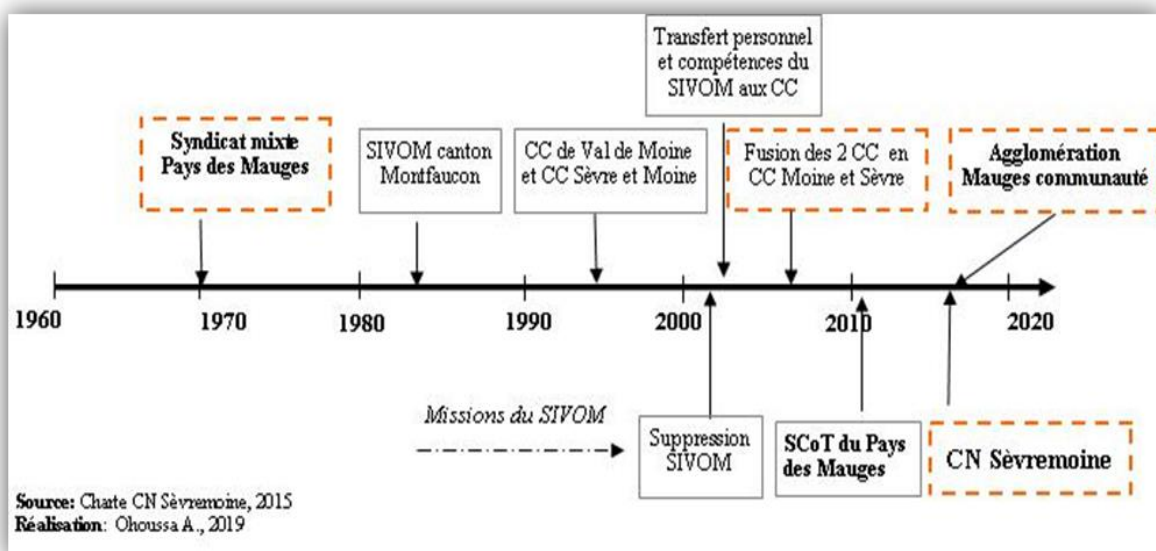 Transfert personnel
et compétences du
SIVOM aux CC
Syndicat mixte
Pays des Mauges
SIVOM canton
Montfaucon
CC de Val de Moine
et CC Sèvre et Moine
Fusion des 2 CC en
CC Moine et Sèvre
Agglomération
Mauges communauté
1960
1970
1980
1990
2000
2010
2020
Missions du SIVOM
Suppression
SIVOM
SCoT du Pays
des Mauges
CN Sèvremoine
Source: Charte CN Sèvremoine, 2015
Réalisation: Ohoussa A., 2019